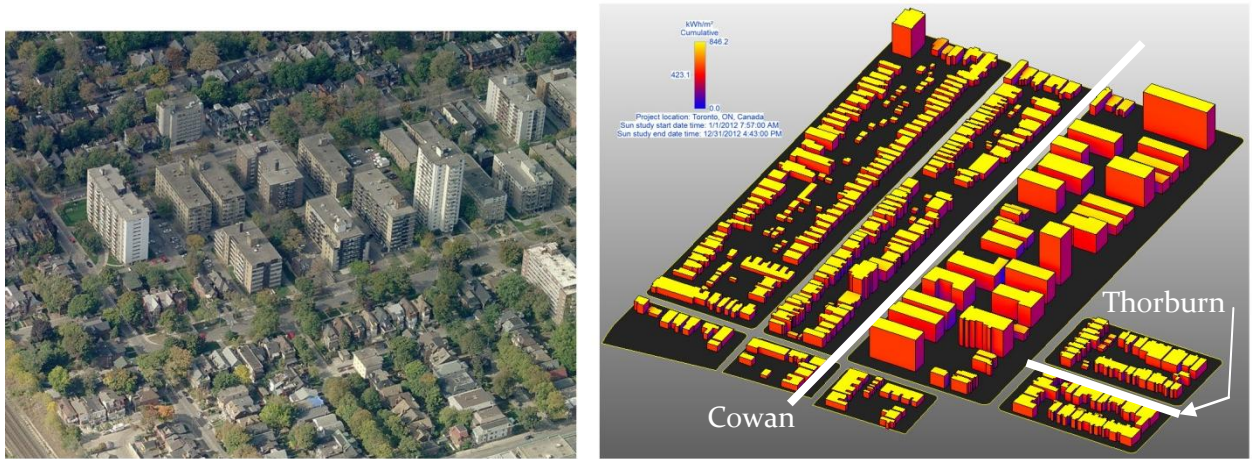 kWh/m²
Cumulative
846.2
423.1
0.0
Project location: Toronto, ON, Canada
Sun study start date time: 1/1/2012 7:57:00 AM
Sun study end date time: 12/31/2012 4:43:00 PM
Thorburn
Cowan